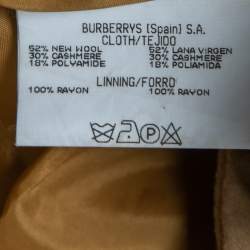 BURBERRYS (Spain) S.A.
CLOTH/TEJIDO
52% NEW WOOL 52% LANA VIRGEN
30% CASHMERE 30% CASHMERE
18% POLYAMIDE 18% POLIAMIDA
LINNING/FORRO
100% RAYON 100% RAYON
P